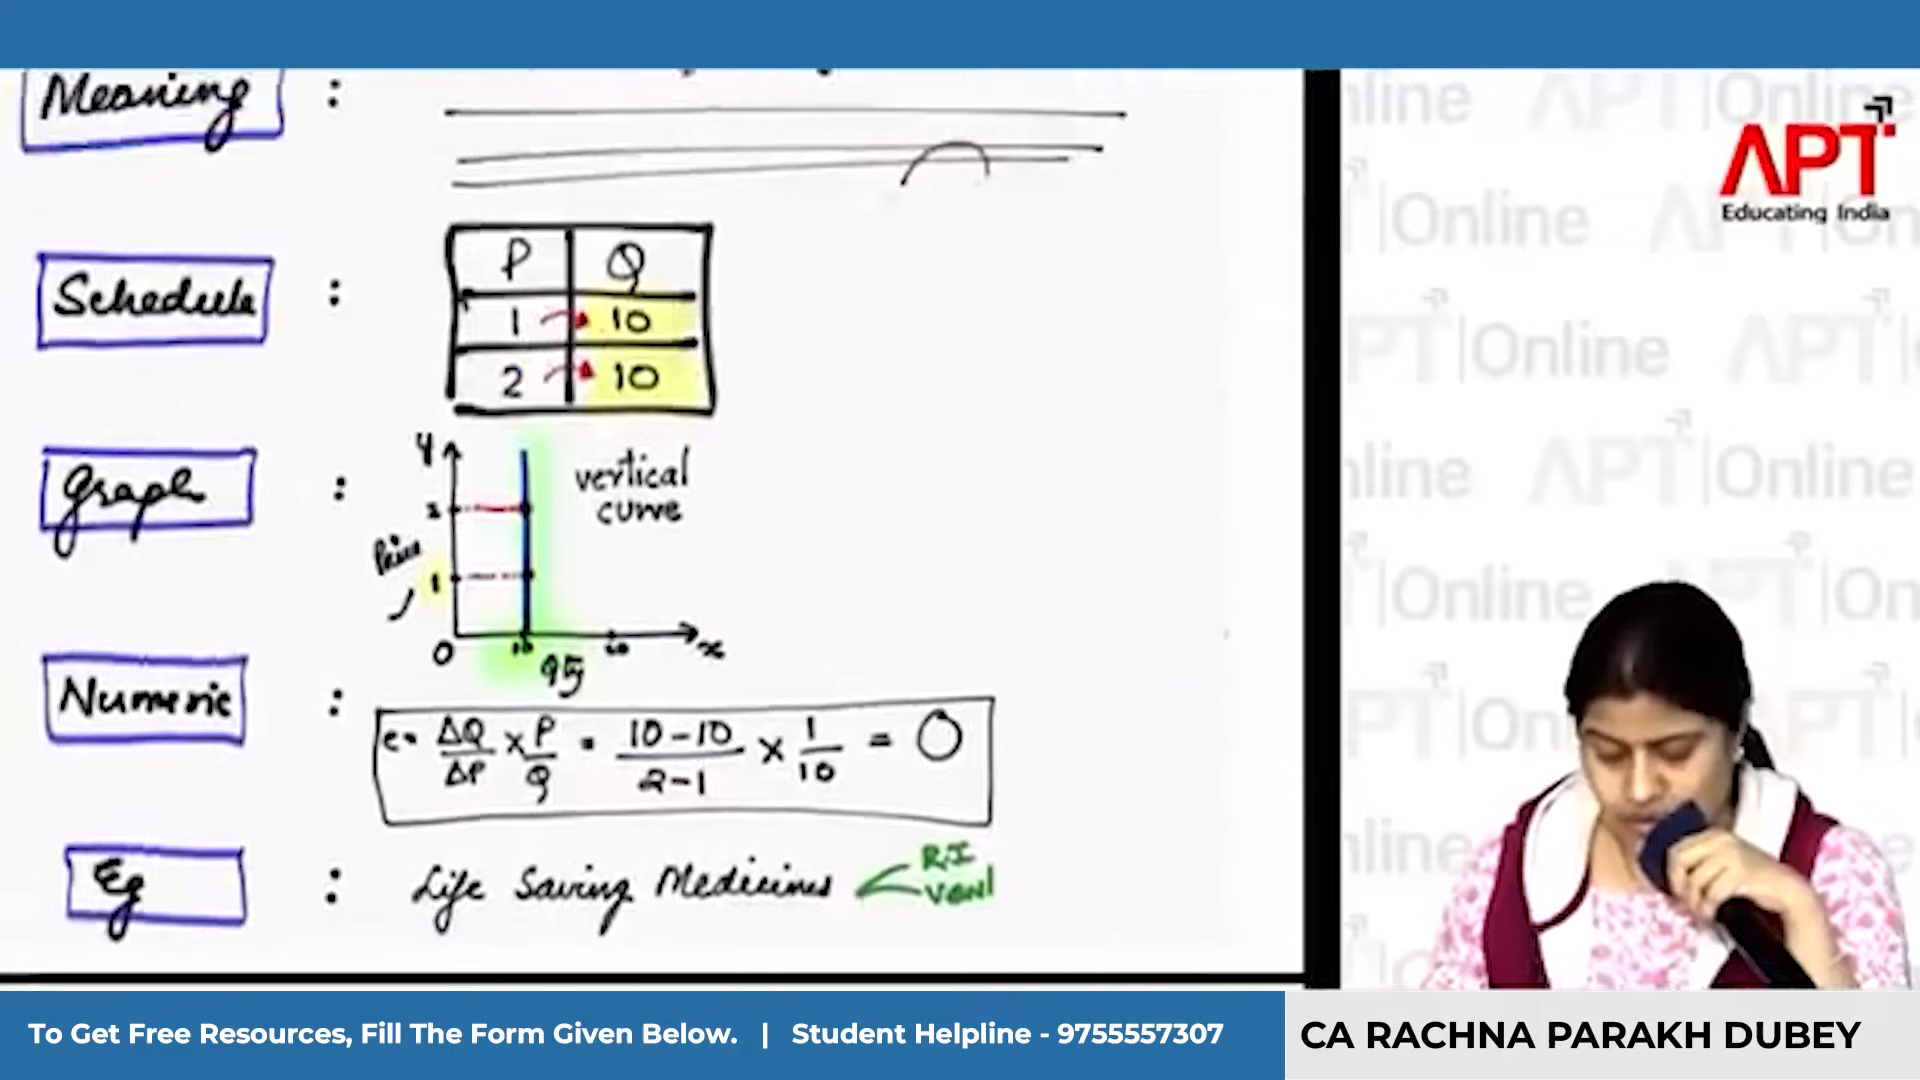 Meaning :
APT
Educating India
Schedule :
P Q
1 10
2 10
Graph :
Y
vertical
curve
2
Price
1
0 10 20 x
95
Numeric :
e = ΔQ/ΔP × P/Q = 10-10/2-1 × 1/10 = 0
Eg : Life Saving Medicines
To Get Free Resources, Fill The Form Given Below. | Student Helpline - 9755557307
CA RACHNA PARAKH DUBEY